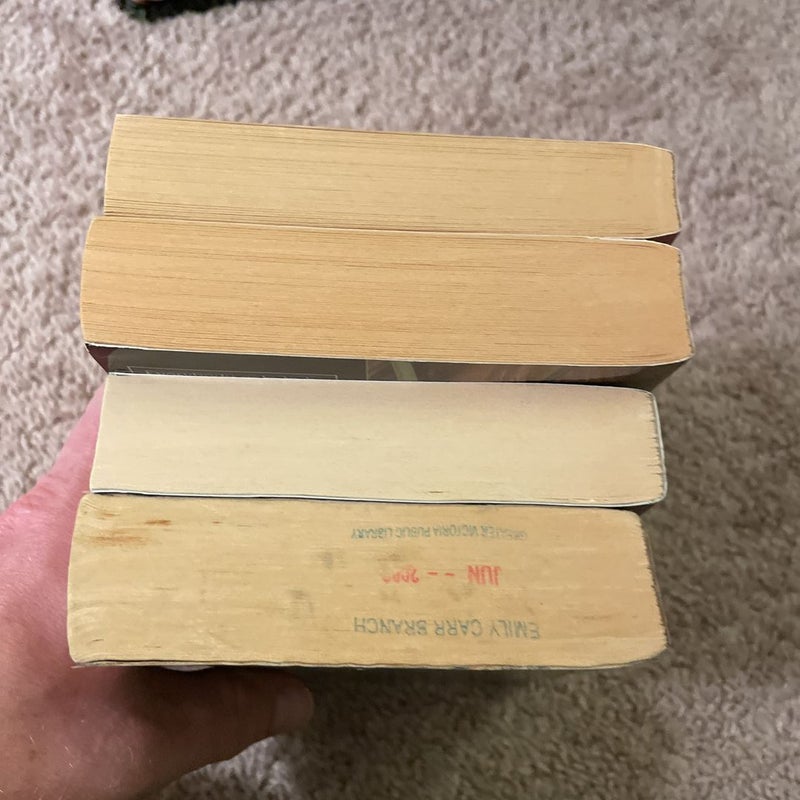 EMILY CARR BRANCH
JUN --
GREATER VICTORIA PUBLIC LIBRARY